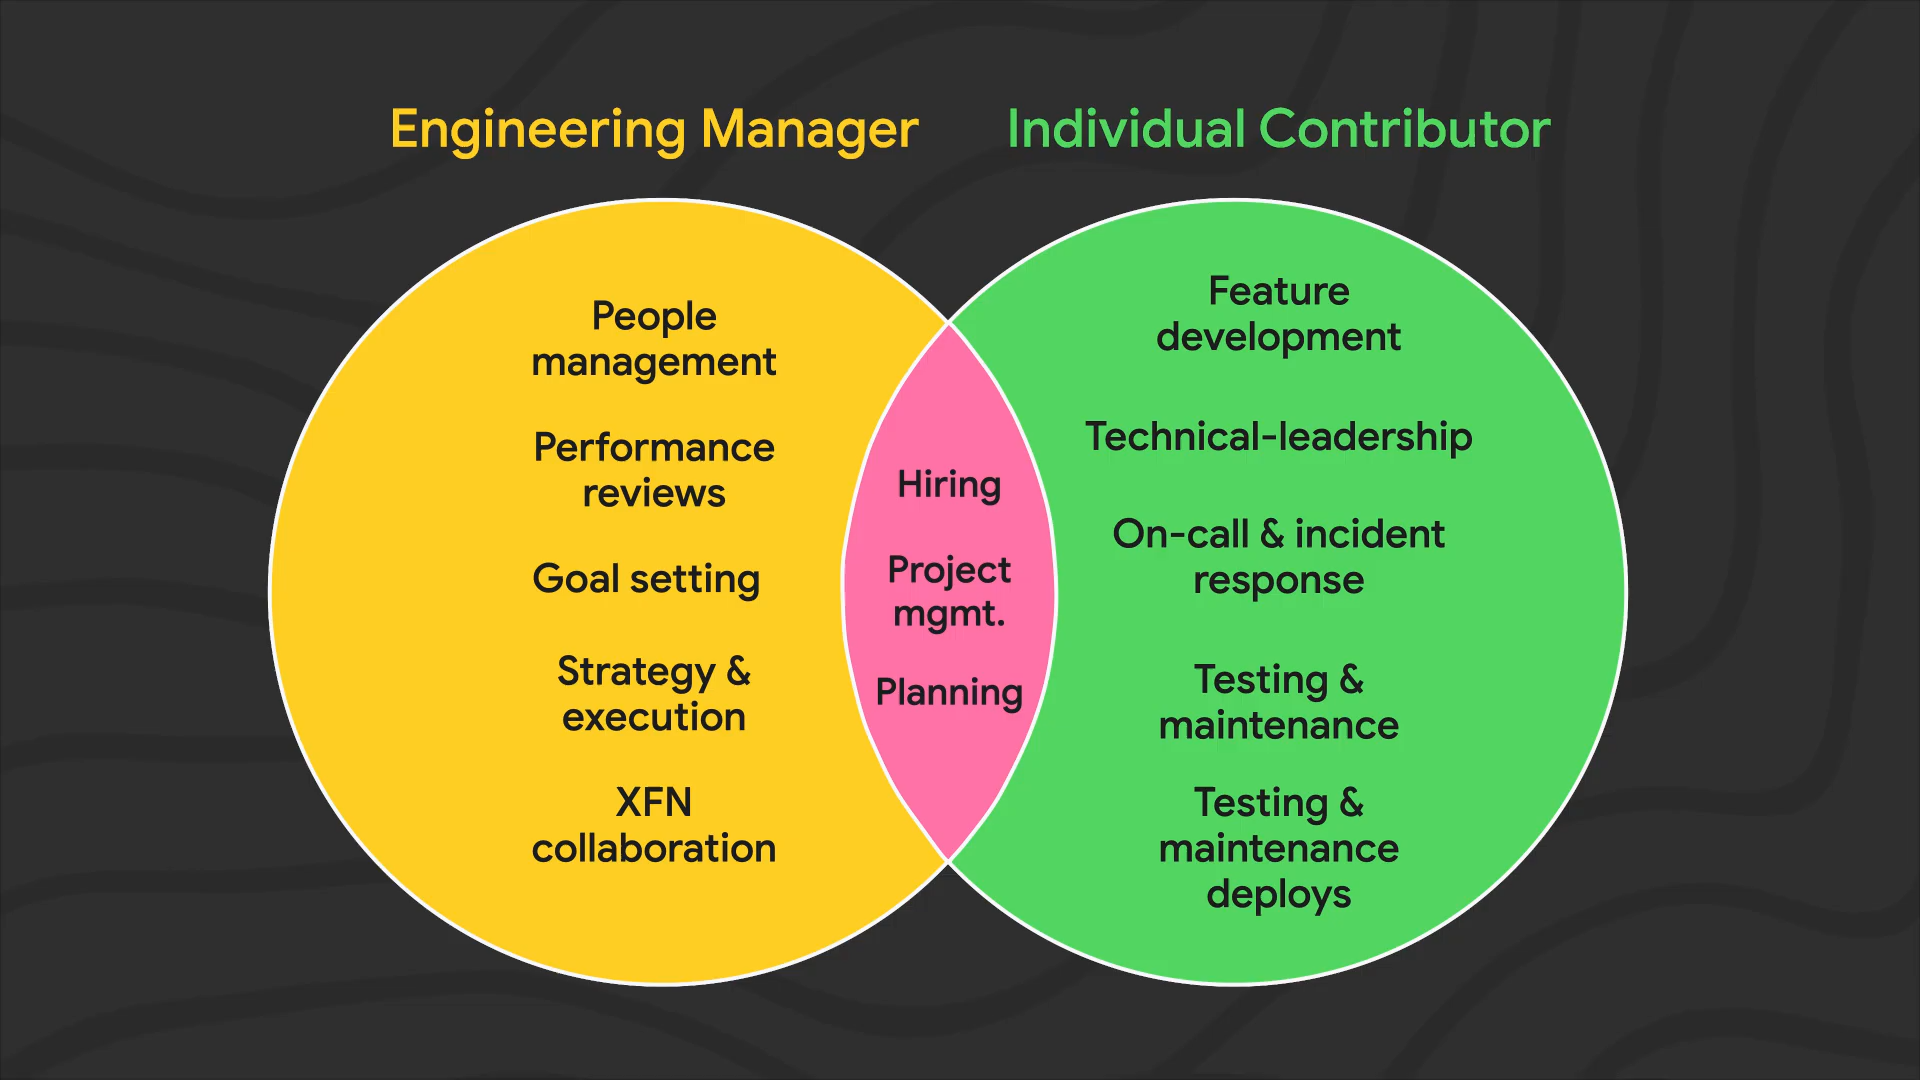 Engineering Manager
Individual Contributor
People
management
Performance
reviews
Goal setting
Strategy &
execution
XFN
collaboration
Hiring
Project
mgmt.
Planning
Feature
development
Technical-leadership
On-call & incident
response
Testing &
maintenance
Testing &
maintenance
deploys